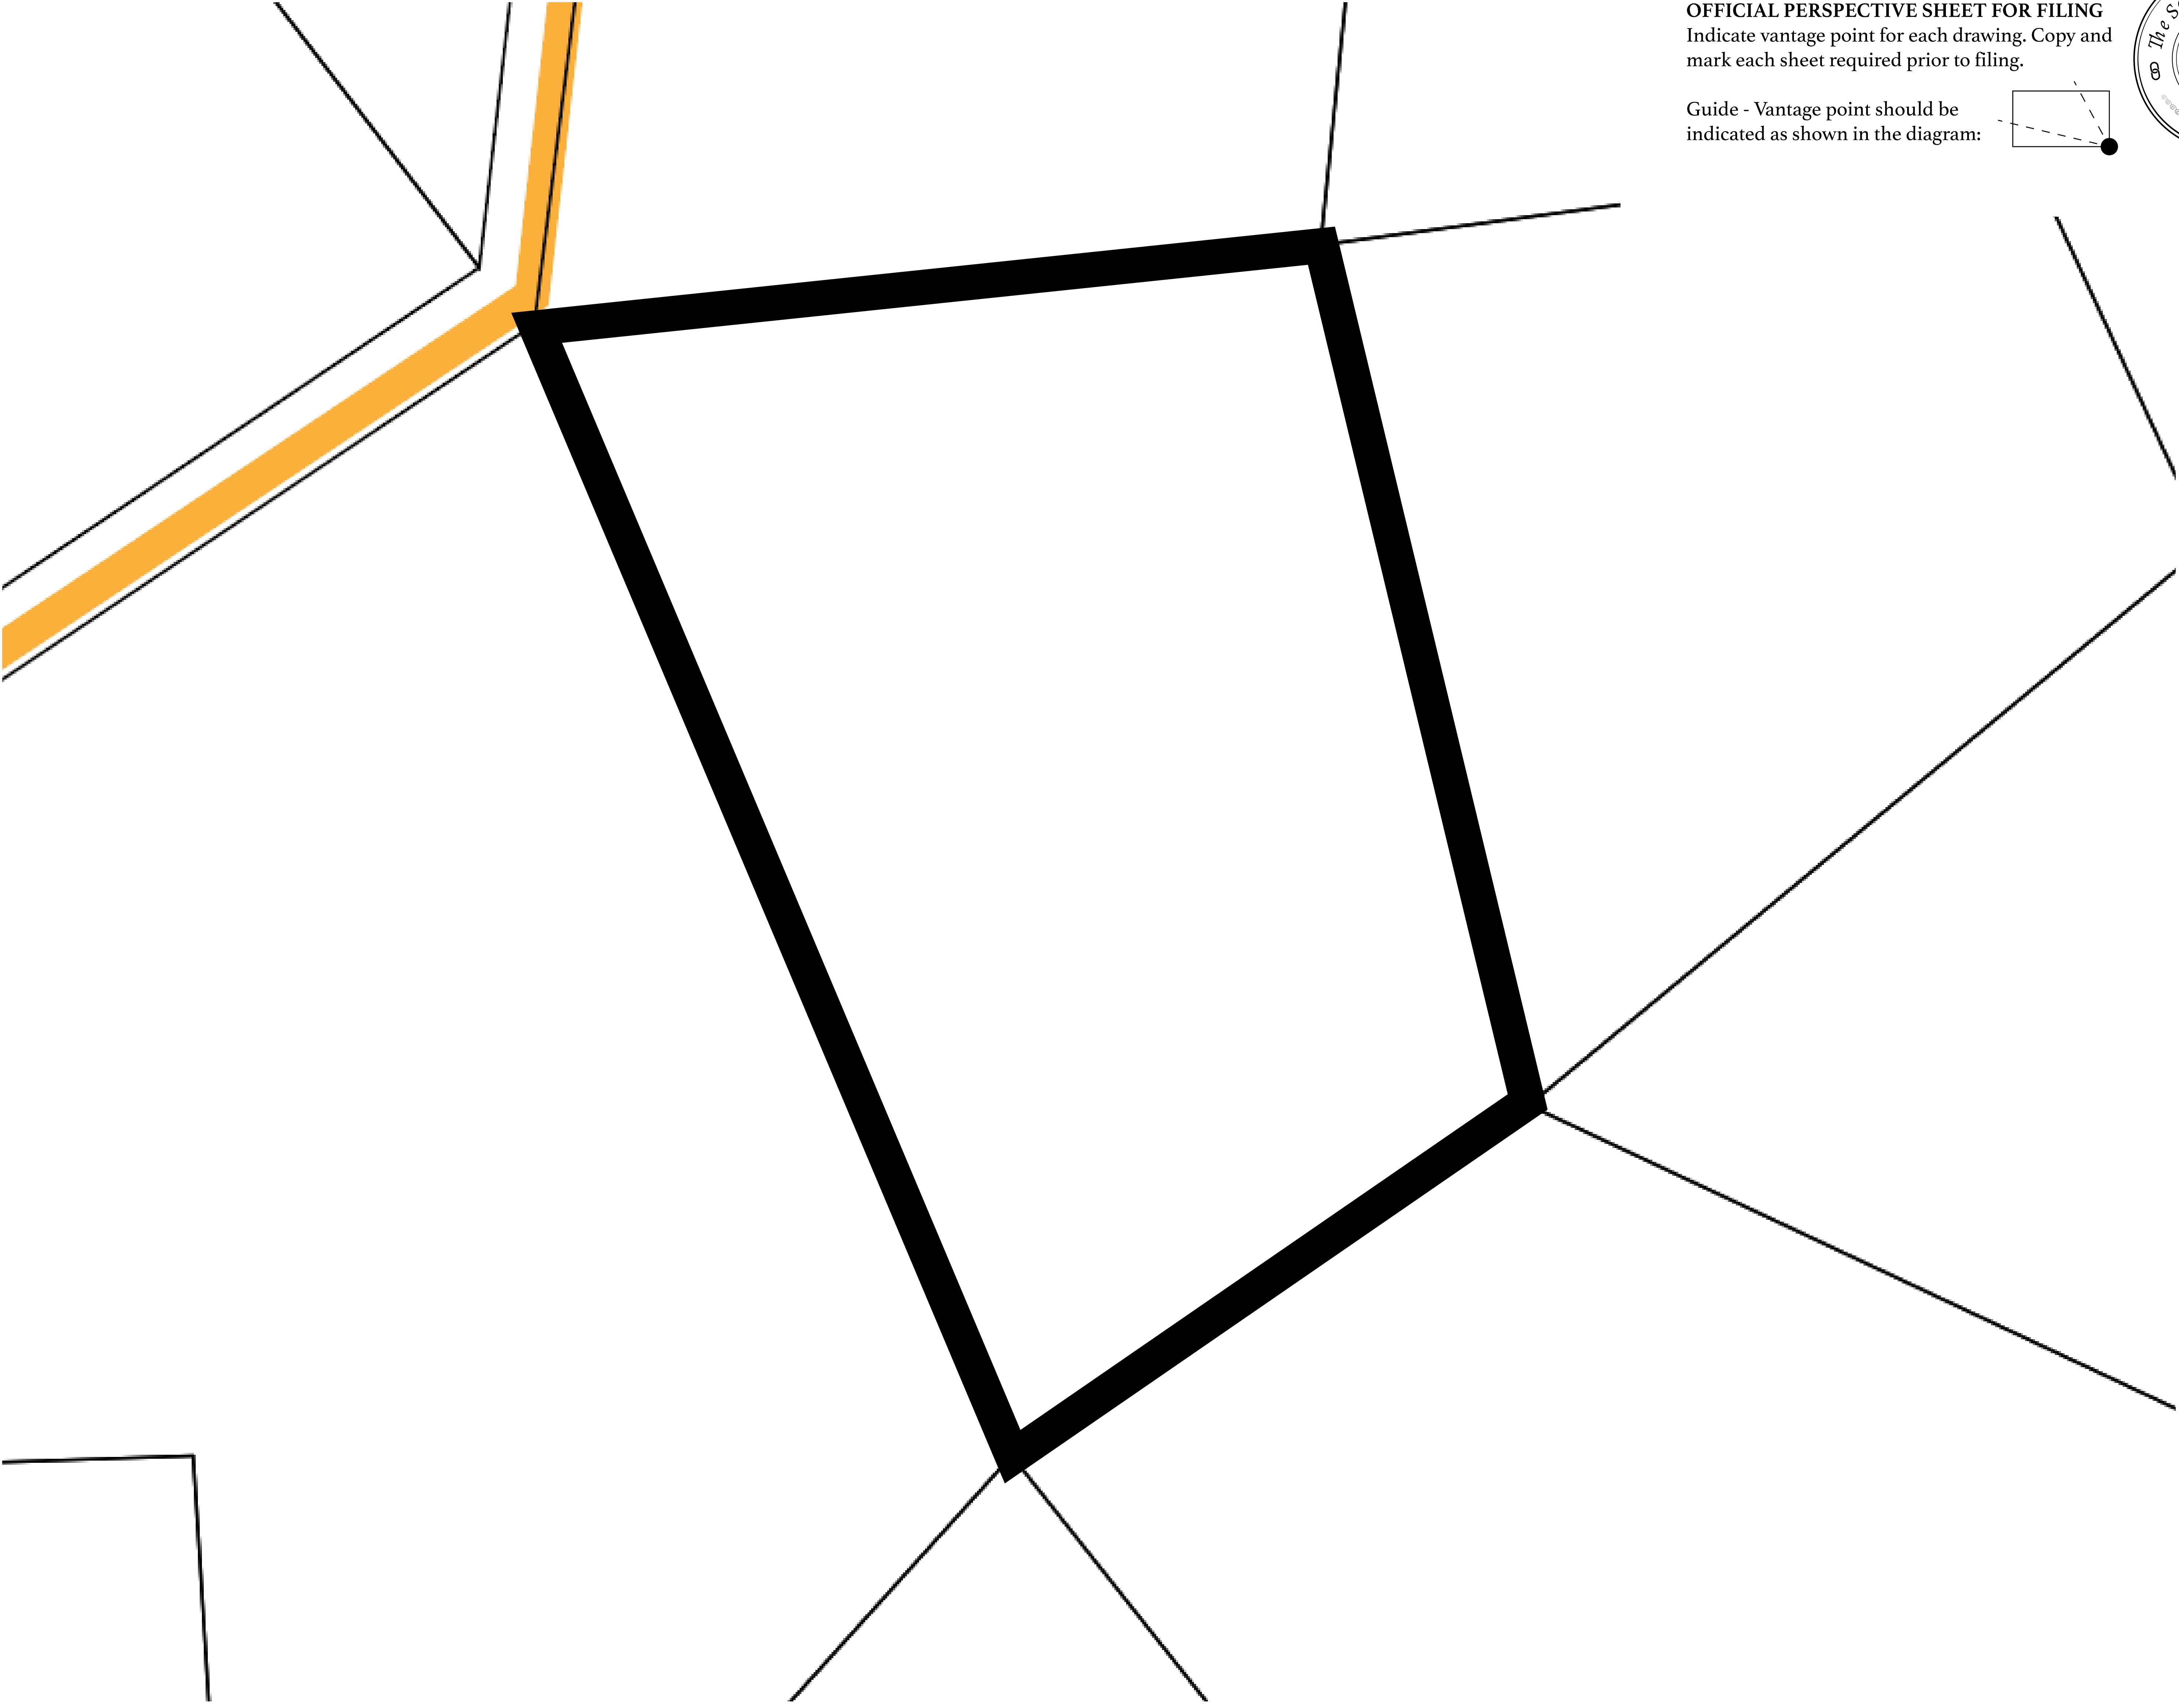 OFFICIAL PERSPECTIVE SHEET FOR FILING
Indicate vantage point for each drawing. Copy and
mark each sheet required prior to filing.
Guide - Vantage point should be
indicated as shown in the diagram:
The